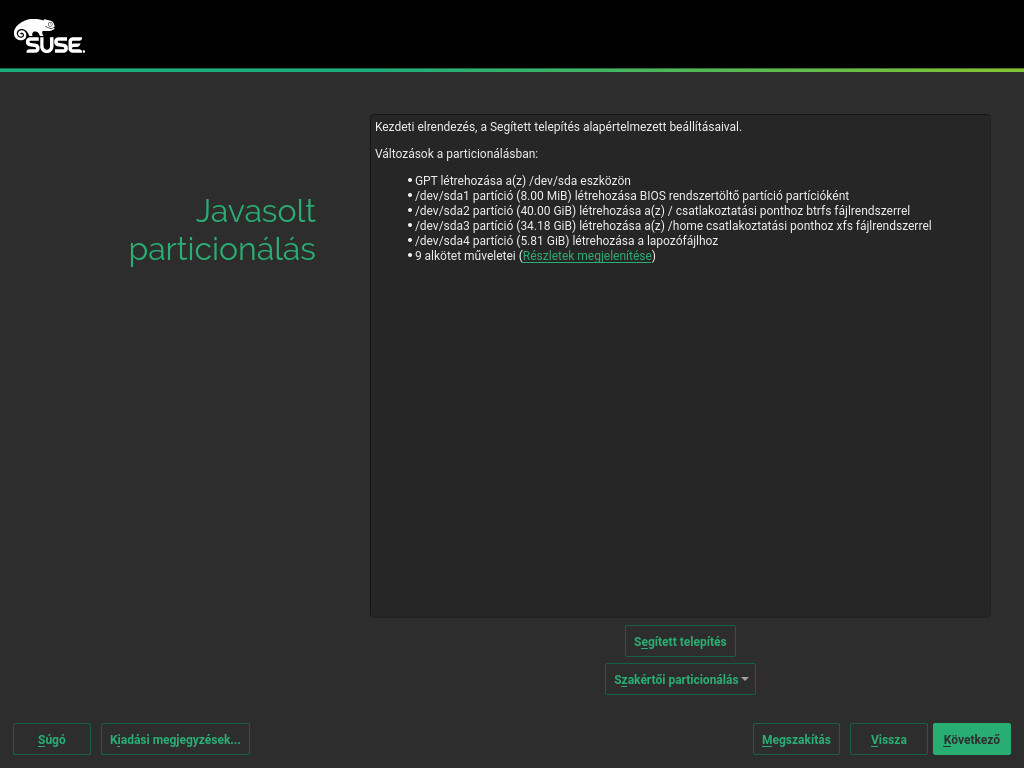 SUSE.
Javasolt
particionálás
Kezdeti elrendezés, a Segített telepítés alapértelmezett beállításaival.
Változások a particionálásban:
• GPT létrehozása a(z) /dev/sda eszközön
• /dev/sda1 partíció (8.00 MiB) létrehozása BIOS rendszertöltő partíció partícióként
• /dev/sda2 partíció (40.00 GiB) létrehozása a(z) / csatlakoztatási ponthoz btrfs fájlrendszerrel
• /dev/sda3 partíció (34.18 GiB) létrehozása a(z) /home csatlakoztatási ponthoz xfs fájlrendszerrel
• /dev/sda4 partíció (5.81 GiB) létrehozása a lapozófájlhoz
• 9 alkötet műveletei (Részletek megjelenítése)
Segített telepítés
Szakértői particionálás
Súgó
Kiadási megjegyzések...
Megszakítás
Vissza
Következő